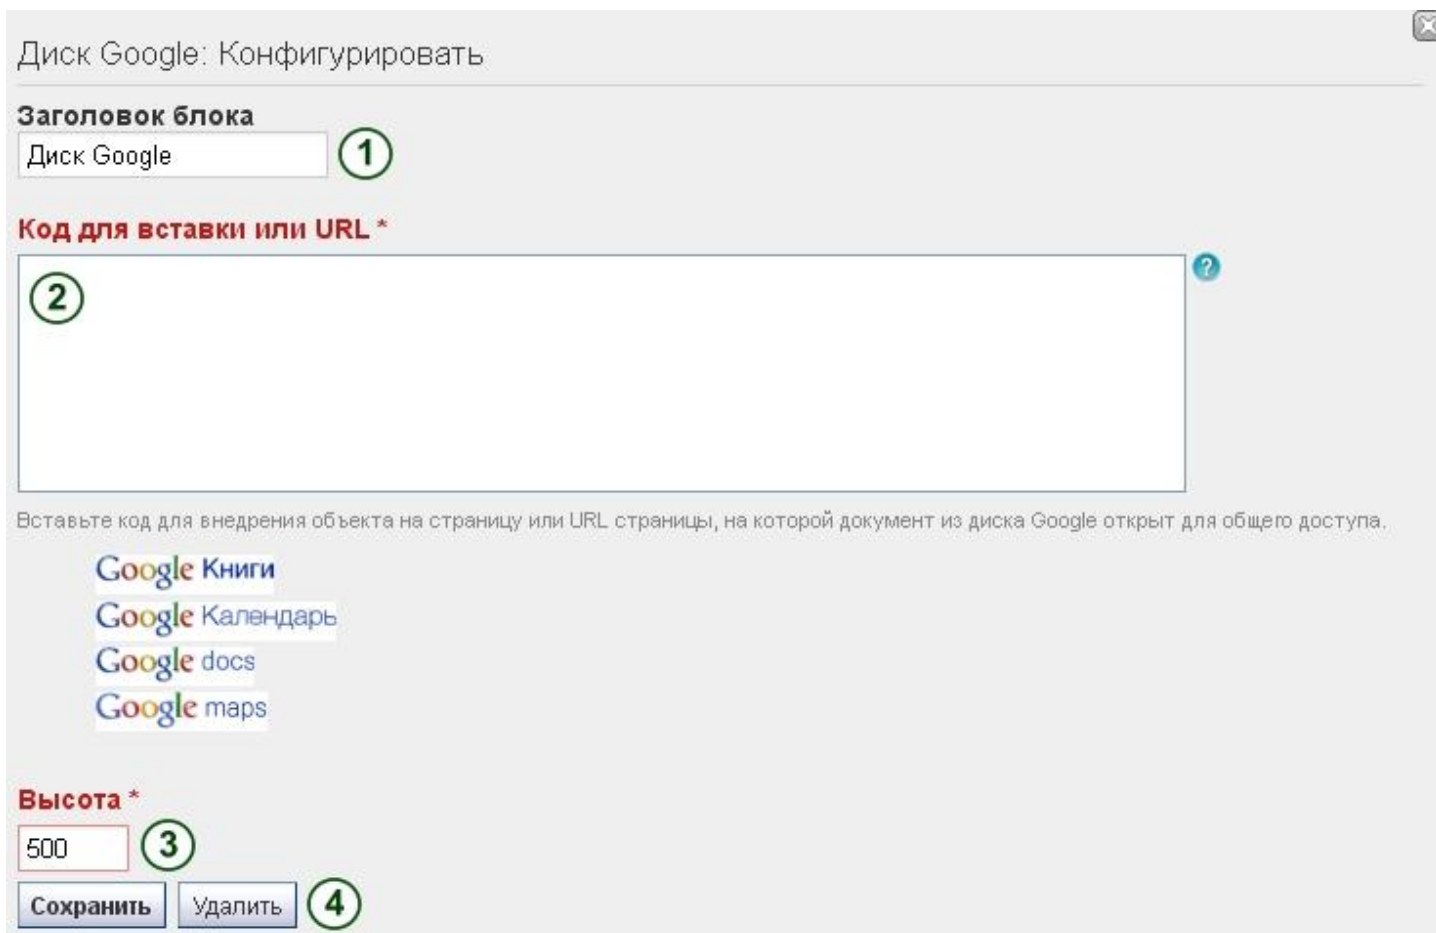 Диск Google: Конфигурировать
Заголовок блока
Диск Google 1
Код для вставки или URL *
?
2
Вставьте код для внедрения объекта на страницу или URL страницы, на которой документ из диска Google открыт для общего доступа.
Google Книги
Google Календарь
Google docs
Google maps
Высота *
500 3
Сохранить Удалить 4